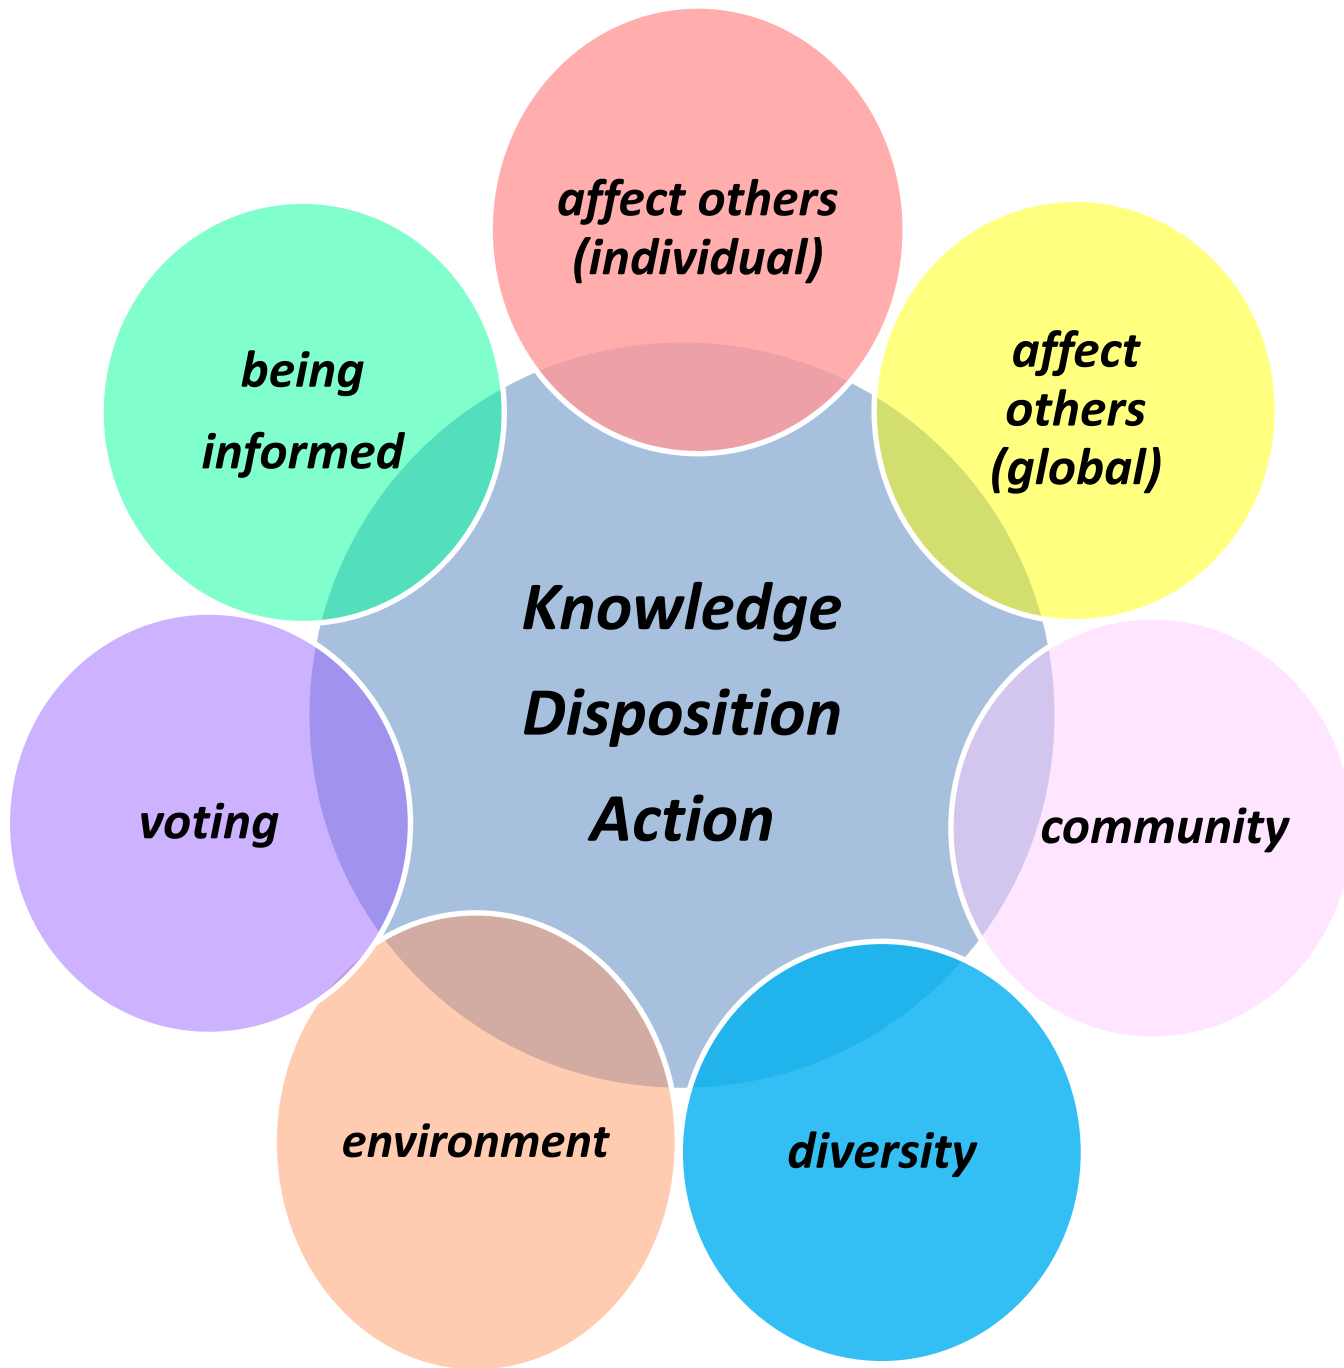 affect others
(individual)
affect
others
(global)
community
diversity
environment
voting
being
informed
Knowledge
Disposition
Action